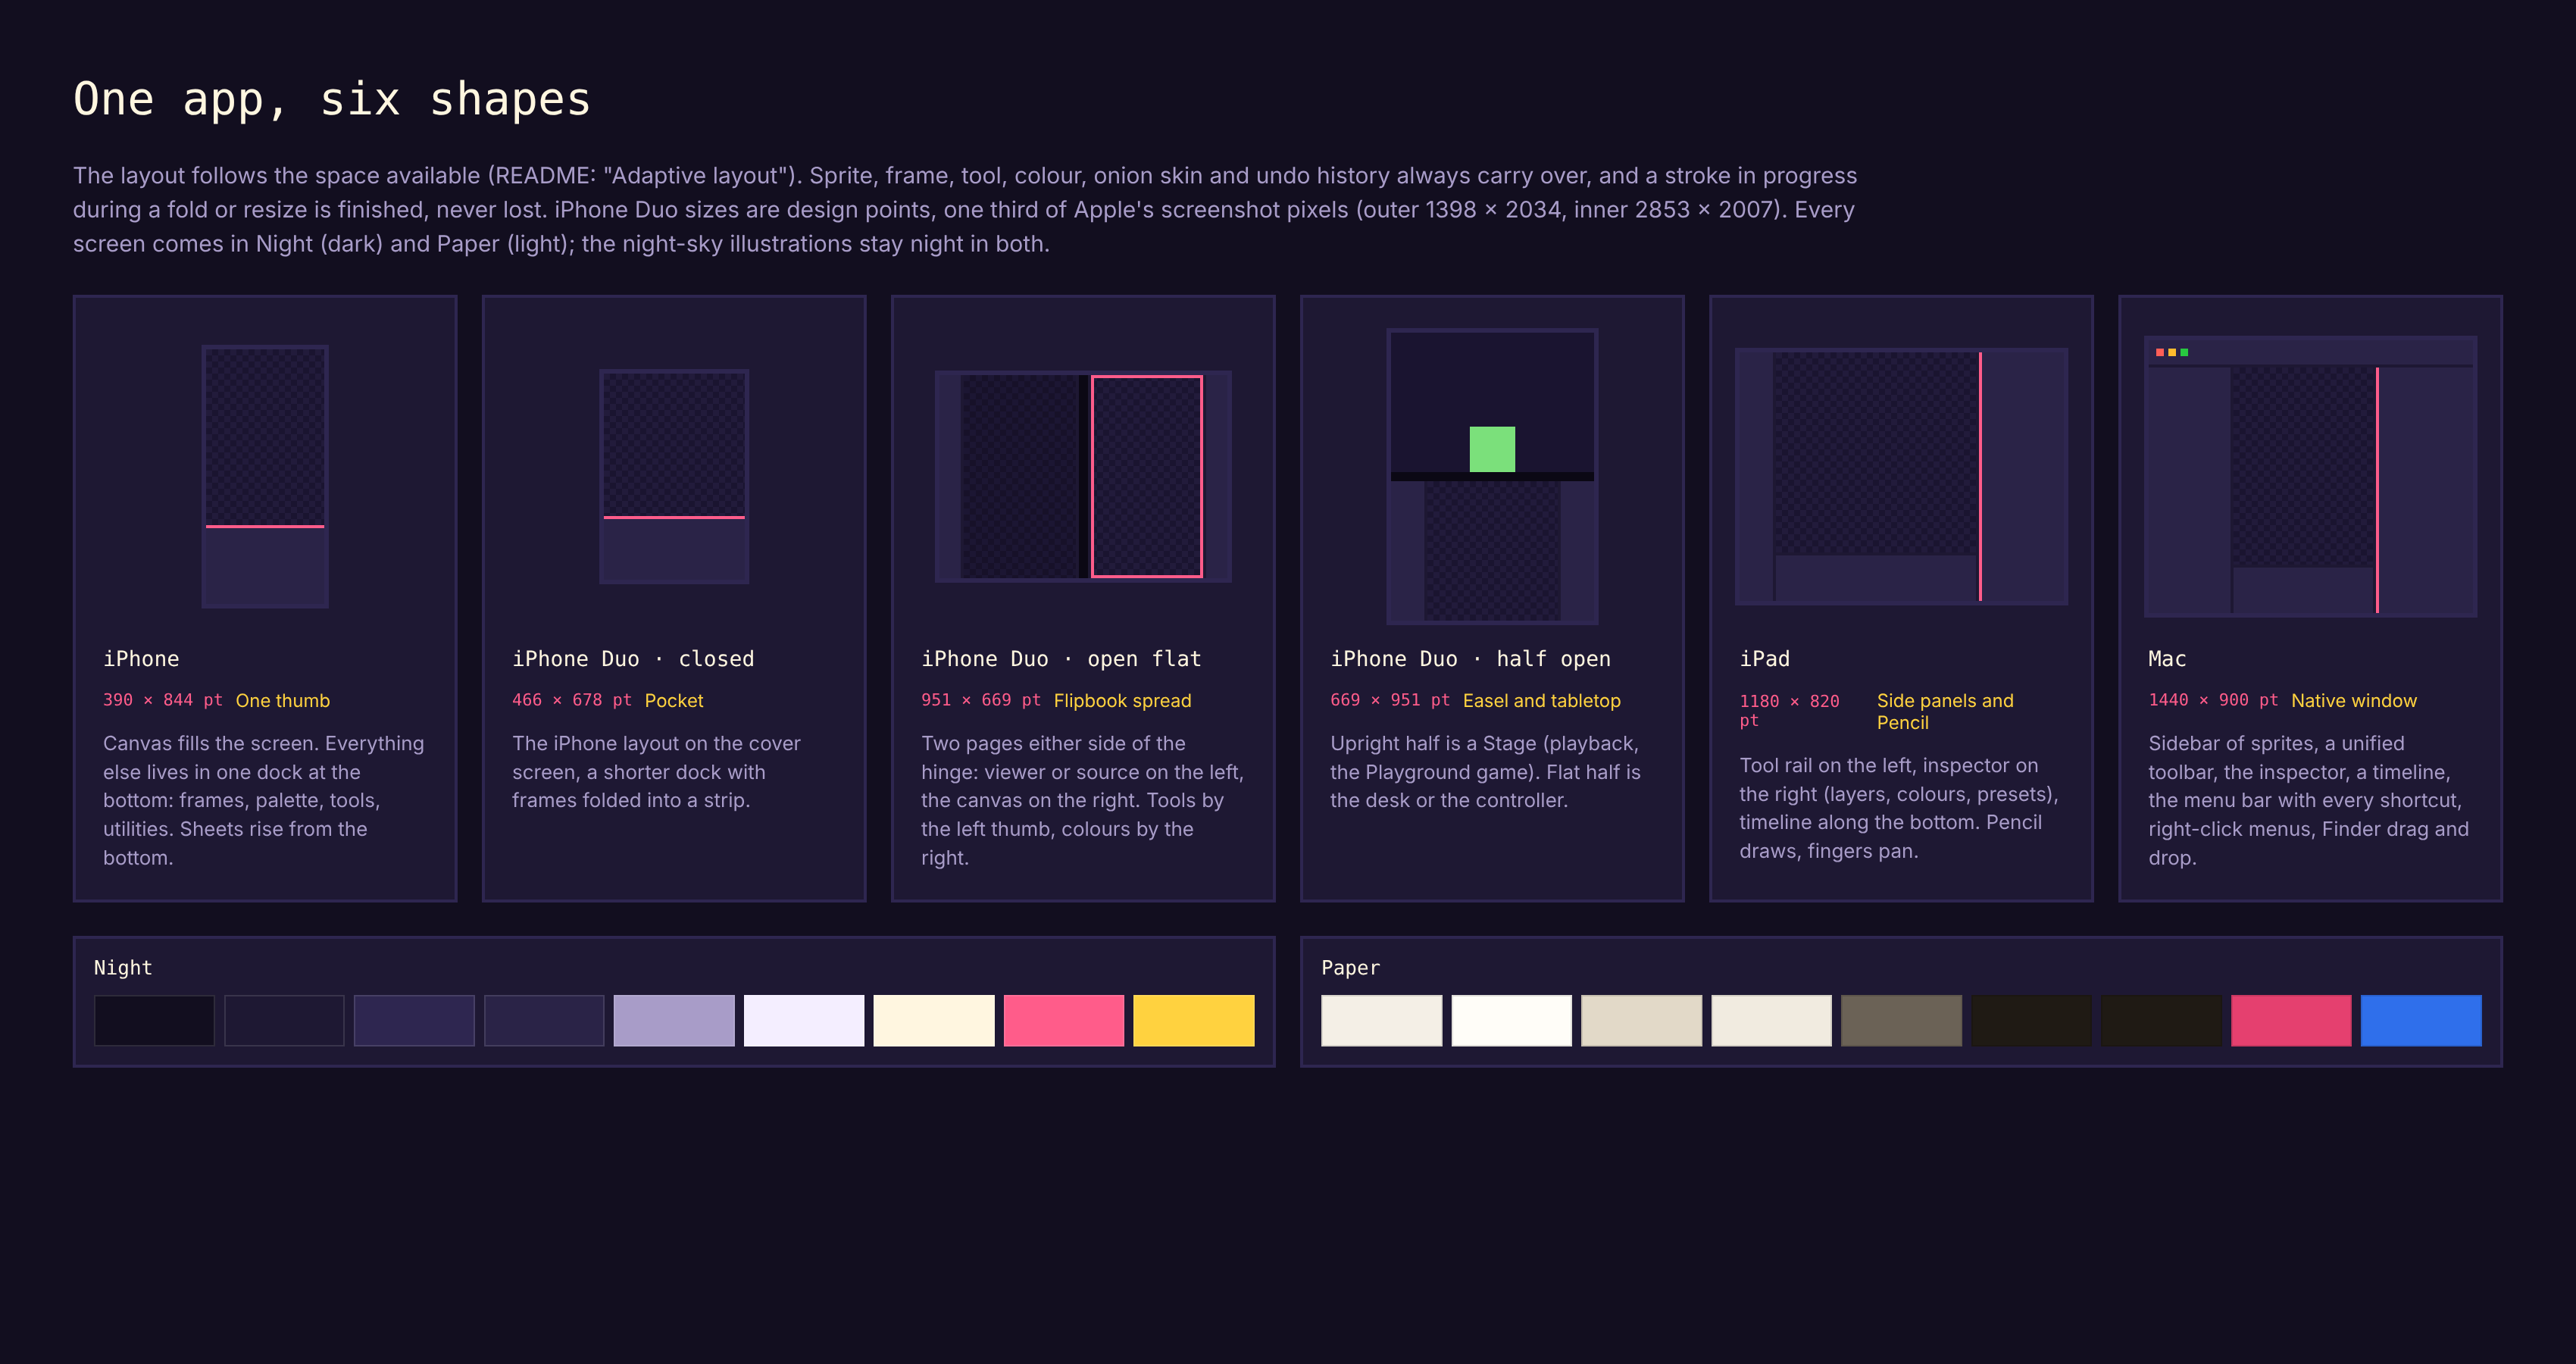 One app, six shapes
The layout follows the space available (README: "Adaptive layout"). Sprite, frame, tool, colour, onion skin and undo history always carry over, and a stroke in progress
during a fold or resize is finished, never lost. iPhone Duo sizes are design points, one third of Apple's screenshot pixels (outer 1398 × 2034, inner 2853 × 2007). Every
screen comes in Night (dark) and Paper (light); the night-sky illustrations stay night in both.
iPhone
390 × 844 pt One thumb
Canvas fills the screen. Everything
else lives in one dock at the
bottom: frames, palette, tools,
utilities. Sheets rise from the
bottom.
iPhone Duo · closed
466 × 678 pt Pocket
The iPhone layout on the cover
screen, a shorter dock with
frames folded into a strip.
iPhone Duo · open flat
951 × 669 pt Flipbook spread
Two pages either side of the
hinge: viewer or source on the left,
the canvas on the right. Tools by
the left thumb, colours by the
right.
iPhone Duo · half open
669 × 951 pt Easel and tabletop
Upright half is a Stage (playback,
the Playground game). Flat half is
the desk or the controller.
iPad
1180 × 820
pt
Side panels and
Pencil
Tool rail on the left, inspector on
the right (layers, colours, presets),
timeline along the bottom. Pencil
draws, fingers pan.
Mac
1440 × 900 pt Native window
Sidebar of sprites, a unified
toolbar, the inspector, a timeline,
the menu bar with every shortcut,
right-click menus, Finder drag and
drop.
Night
Paper